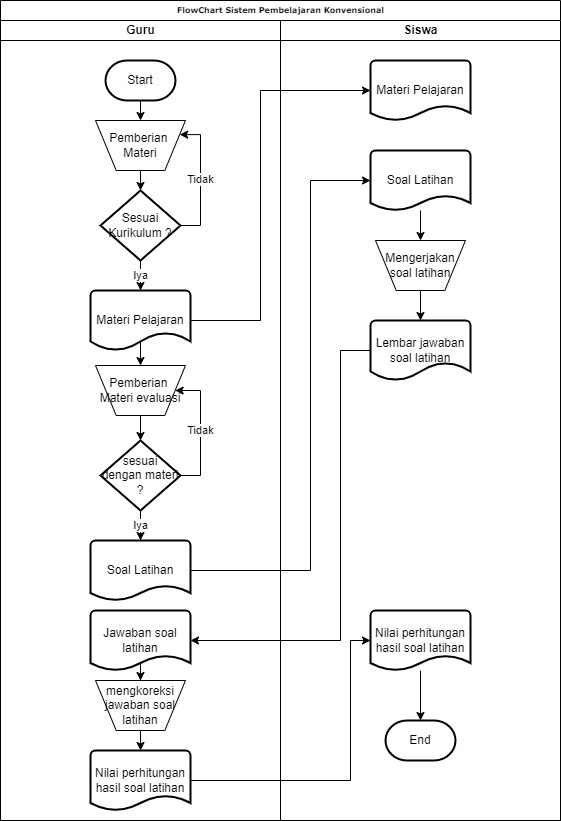 FlowChart Sistem Pembelajaran Konvensional
Guru
Siswa
Start
Pemberian
Materi
Tidak
Sesuai
Kurikulum ?
Iya
Materi Pelajaran
Pemberian
Materi evaluasi
Tidak
sesuai
dengan materi
?
Iya
Soal Latihan
Jawaban soal
latihan
mengkoreksi
jawaban soal
latihan
Nilai perhitungan
hasil soal latihan
Materi Pelajaran
Soal Latihan
Mengerjakan
soal latihan
Lembar jawaban
soal latihan
Nilai perhitungan
hasil soal latihan
End